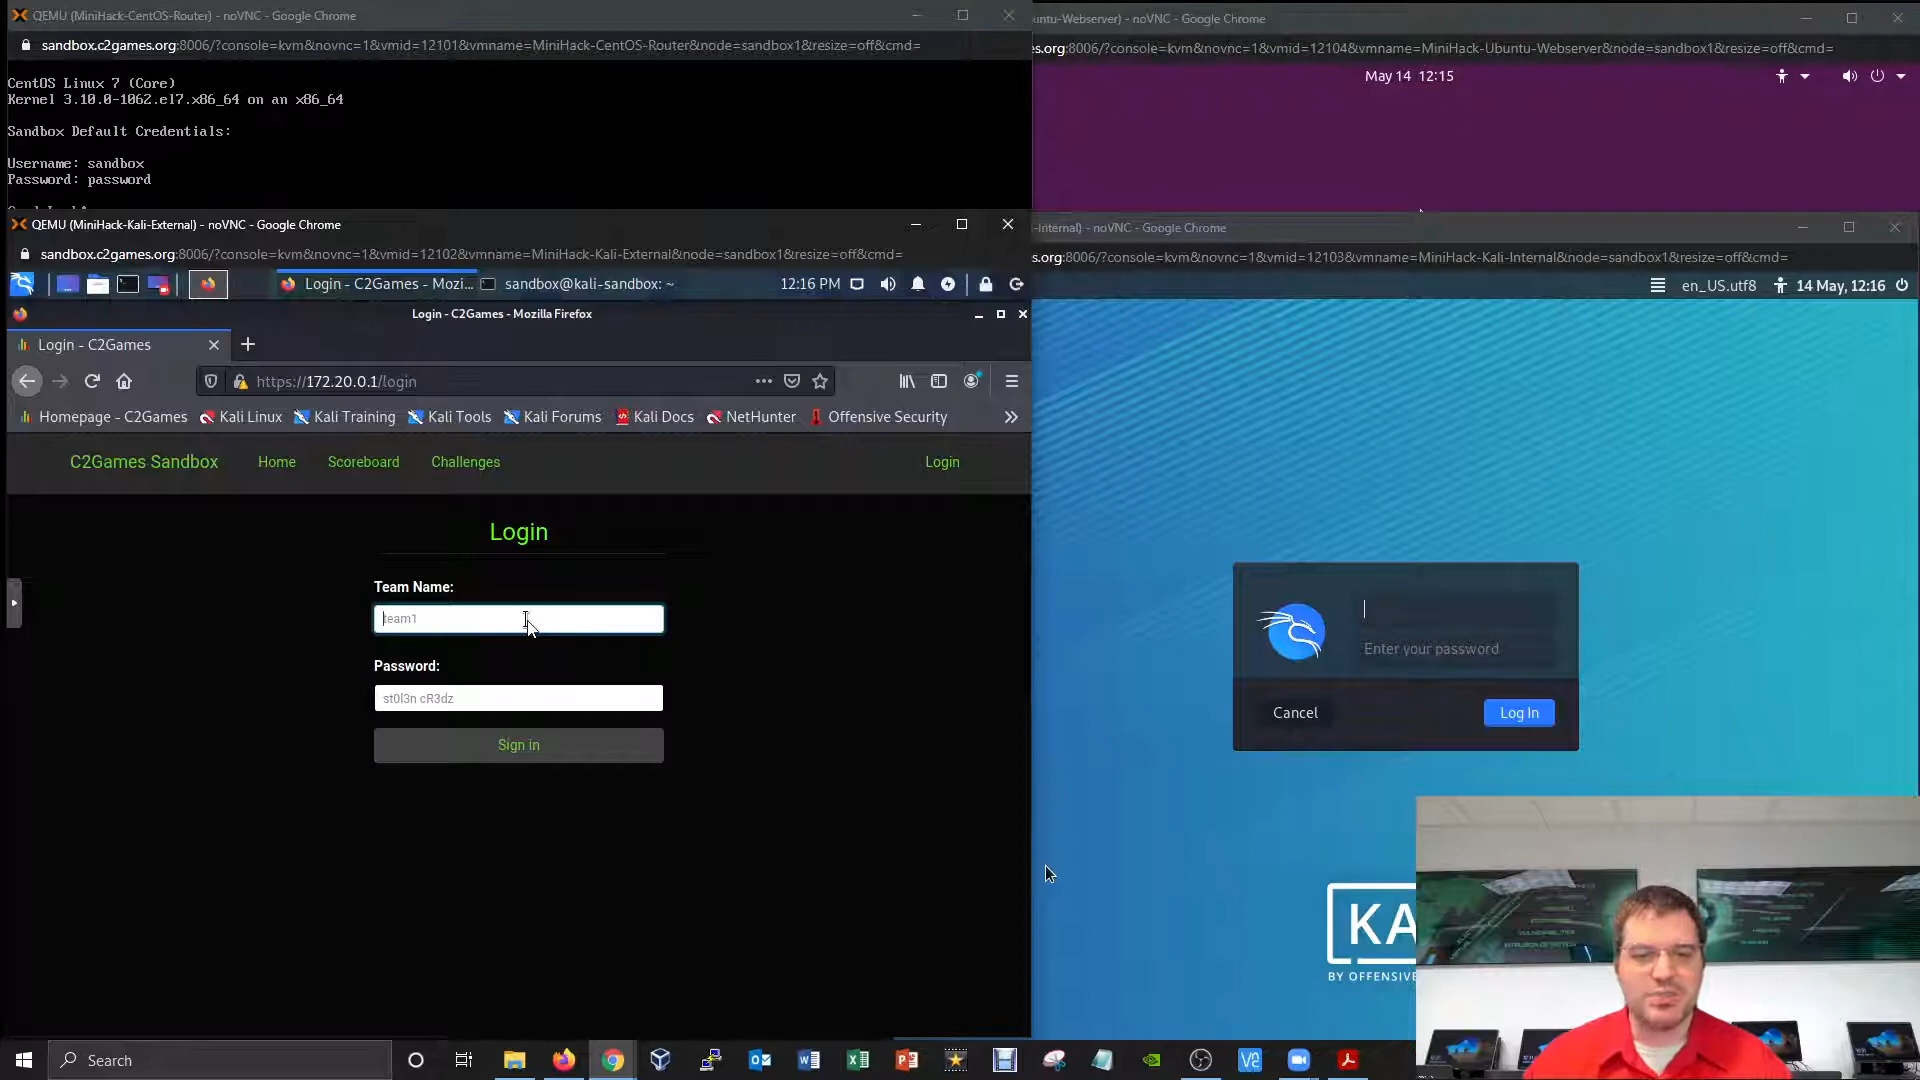 QEMU (MiniHack-CentOS-Router) - noVNC - Google Chrome
sandbox.c2games.org:8006/?console=kvm&novnc=1&vmid=12101&vmname=MiniHack-CentOS-Router&node=sandbox1&resize=off&cmd=
CentOS Linux 7 (Core)
Kernel 3.10.0-1062.el7.x86_64 on an x86_64
Sandbox Default Credentials:
Username: sandbox
Password: password
untu-Webserver) - noVNC - Google Chrome
es.org:8006/?console=kvm&novnc=1&vmid=12104&vmname=MiniHack-Ubuntu-Webserver&node=sandbox1&resize=off&cmd=
May 14 12:15
QEMU (MiniHack-Kali-External) - noVNC - Google Chrome
sandbox.c2games.org:8006/?console=kvm&novnc=1&vmid=12102&vmname=MiniHack-Kali-External&node=sandbox1&resize=off&cmd=
Login - C2Games - Mozi... sandbox@kali-sandbox: ~ 12:16 PM
Login - C2Games - Mozilla Firefox
Login - C2Games
https://172.20.0.1/login
Homepage - C2Games Kali Linux Kali Training Kali Tools Kali Forums Kali Docs NetHunter Offensive Security
C2Games Sandbox Home Scoreboard Challenges Login
Login
Team Name:
team1
Password:
st0l3n cR3dz
Sign in
-Internal) - noVNC - Google Chrome
es.org:8006/?console=kvm&novnc=1&vmid=12103&vmname=MiniHack-Kali-Internal&node=sandbox1&resize=off&cmd=
en_US.utf8 14 May, 12:16
Enter your password
Cancel Log In
KA
BY OFFENSIVE
Search